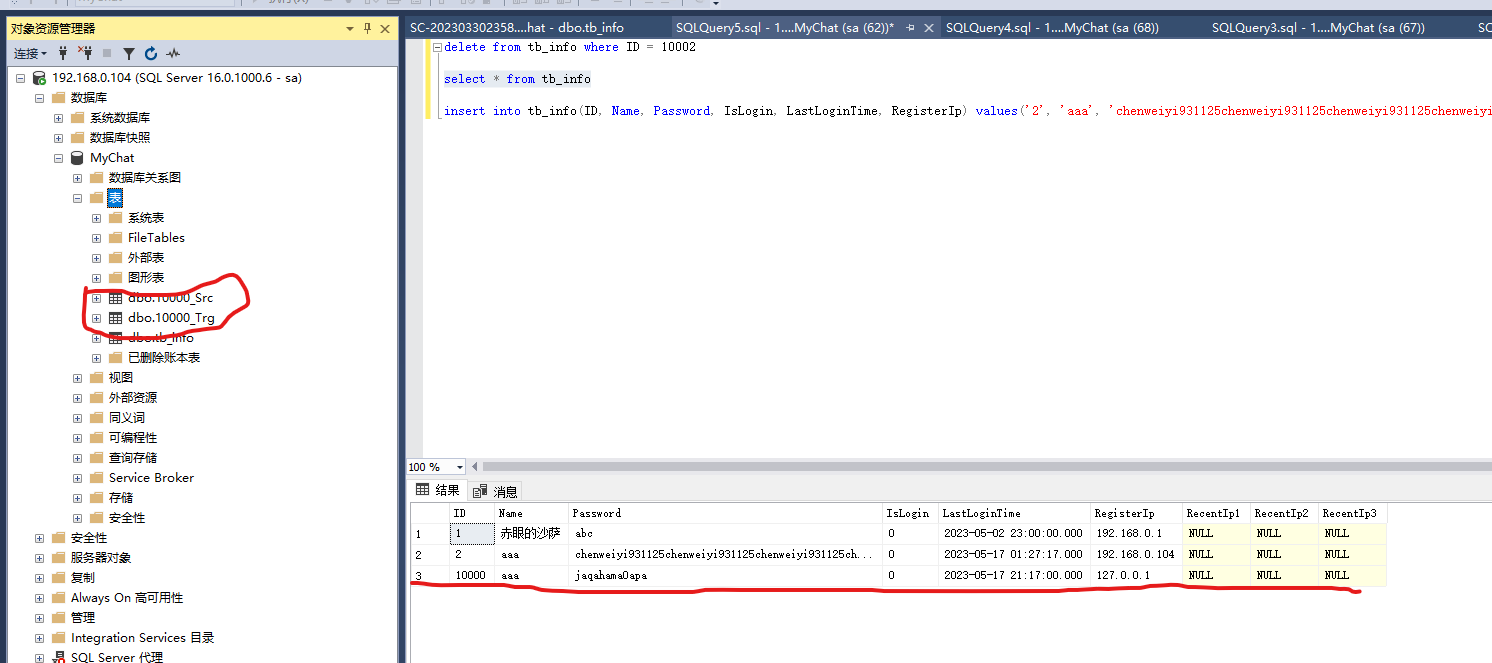 对象资源管理器
连接
192.168.0.104 (SQL Server 16.0.1000.6 - sa)
数据库
系统数据库
数据库快照
MyChat
数据库关系图
表
系统表
FileTables
外部表
图形表
dbo.10000_Src
dbo.10000_Trg
dbo.tb_info
已删除账本表
视图
外部资源
同义词
可编程性
查询存储
Service Broker
存储
安全性
安全性
服务器对象
复制
Always On 高可用性
管理
Integration Services 目录
SQL Server 代理
SC-202303302358....hat - dbo.tb_info SQLQuery5.sql - 1....MyChat (sa (62))* SQLQuery4.sql - 1....MyChat (sa (68)) SQLQuery3.sql - 1....MyChat (sa (67)) SC
delete from tb_info where ID = 10002
select * from tb_info
insert into tb_info(ID, Name, Password, IsLogin, LastLoginTime, RegisterIp) values('2', 'aaa', 'chenweiyi931125chenweiyi931125chenweiyi931125chenweiyi
100 %
结果 消息
ID Name Password IsLogin LastLoginTime RegisterIp RecentIp1 RecentIp2 RecentIp3
1 1 赤眼的沙萨 abc 0 2023-05-02 23:00:00.000 192.168.0.1 NULL NULL NULL
2 2 aaa chenweiyi931125chenweiyi931125chenweiyi931125ch... 0 2023-05-17 01:27:17.000 192.168.0.104 NULL NULL NULL
3 10000 aaa jaqahama0apa 0 2023-05-17 21:17:00.000 127.0.0.1 NULL NULL NULL